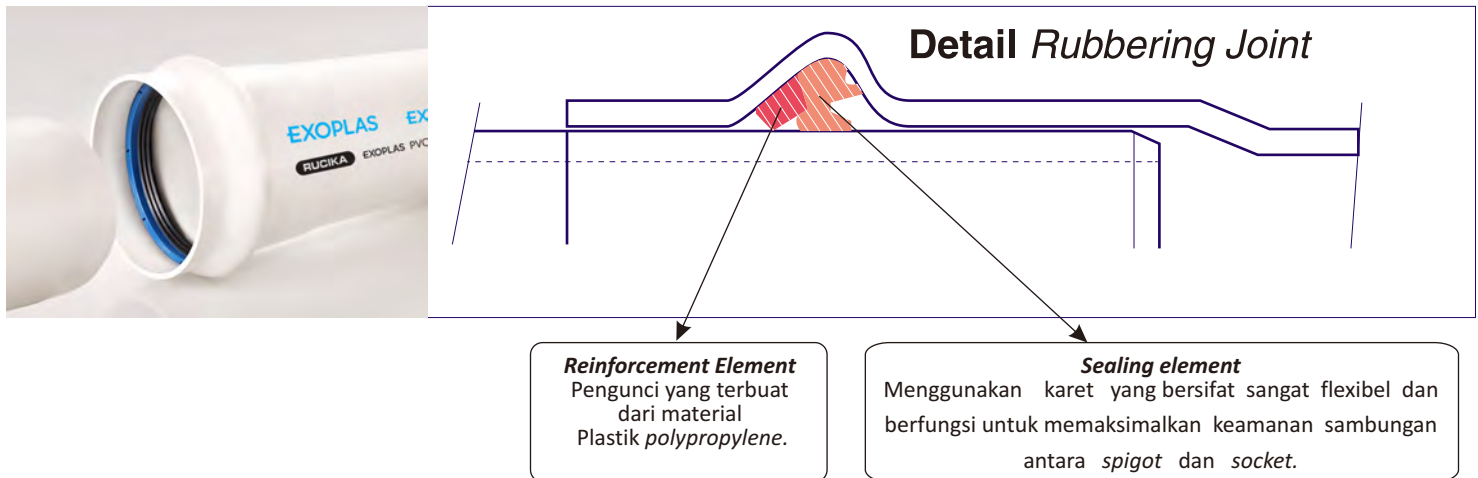 EXOPLAS EX
RUCIKA EXOPLAS PVC
Detail Rubbering Joint
Reinforcement Element
Pengunci yang terbuat
dari material
Plastik polypropylene.
Sealing element
Menggunakan karet yang bersifat sangat flexibel dan
berfungsi untuk memaksimalkan keamanan sambungan
antara spigot dan socket.